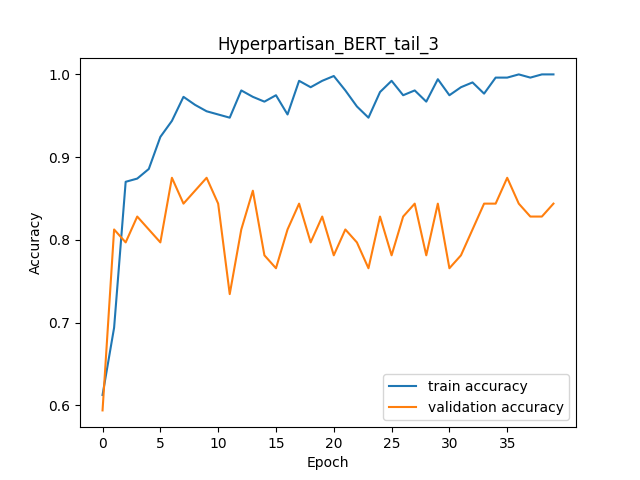 Hyperpartisan_BERT_tail_3
Accuracy
1.0
0.9
0.8
0.7
0.6
train accuracy
validation accuracy
0 5 10 15 20 25 30 35
Epoch